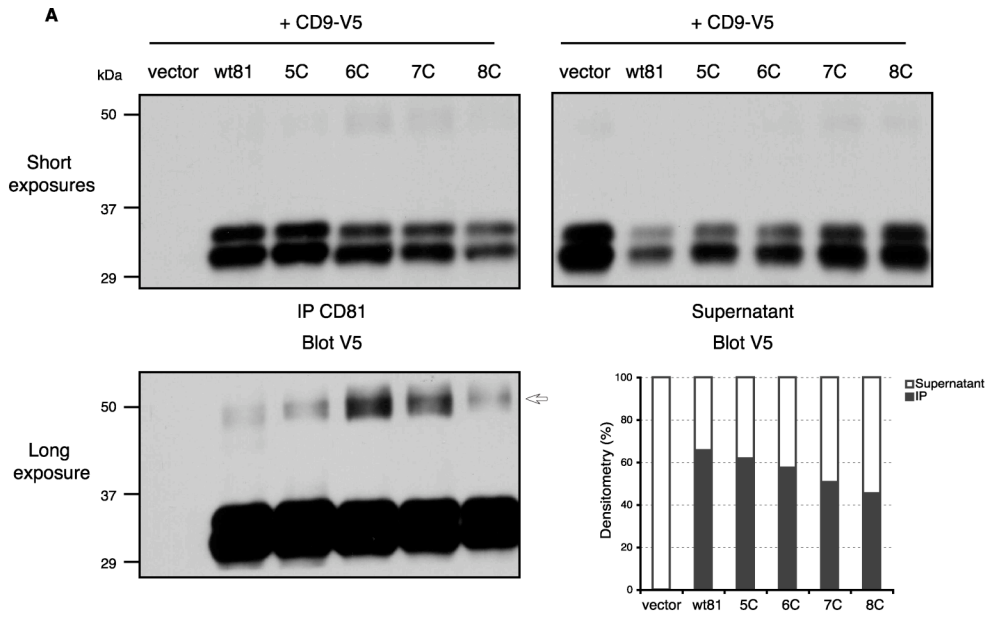 A
+ CD9-V5
+ CD9-V5
kDa vector wt81 5C 6C 7C 8C
vector wt81 5C 6C 7C 8C
50
Short
exposures
37
29
IP CD81
Blot V5
Supernatant
Blot V5
50
Long
exposure
37
29
100
80
60
40
20
0
Densitometry (%)
vector wt81 5C 6C 7C 8C
Supernatant
IP